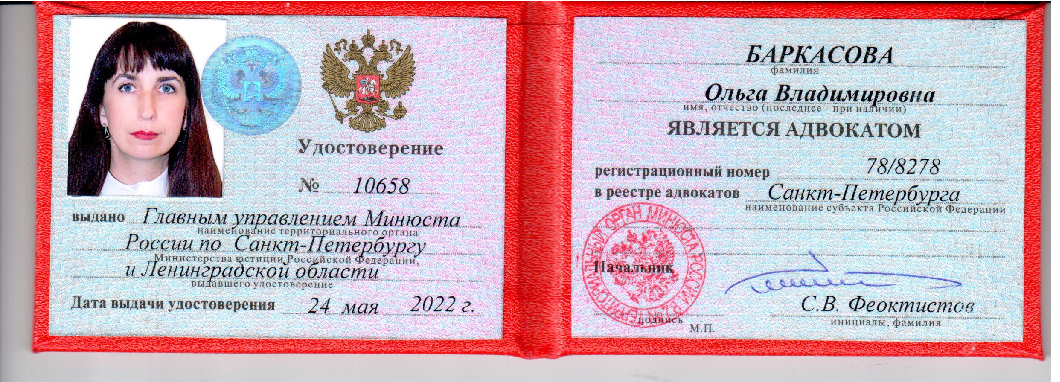 Удостоверение
№ 10658
выдано Главным управлением Минюста
наименование территориального органа
России по Санкт-Петербургу
Министерства юстиции Российской Федерации,
и Ленинградской области
выдавшего удостоверение
Дата выдачи удостоверения 24 мая 2022 г.
БАРКАСОВА
фамилия
Ольга Владимировна
имя, отчество (последнее - при наличии)
ЯВЛЯЕТСЯ АДВОКАТОМ
регистрационный номер 78/8278
в реестре адвокатов Санкт-Петербурга
наименование субъекта Российской Федерации
Начальник
С.В. Феоктистов
подпись
инициалы, фамилия
М.П.